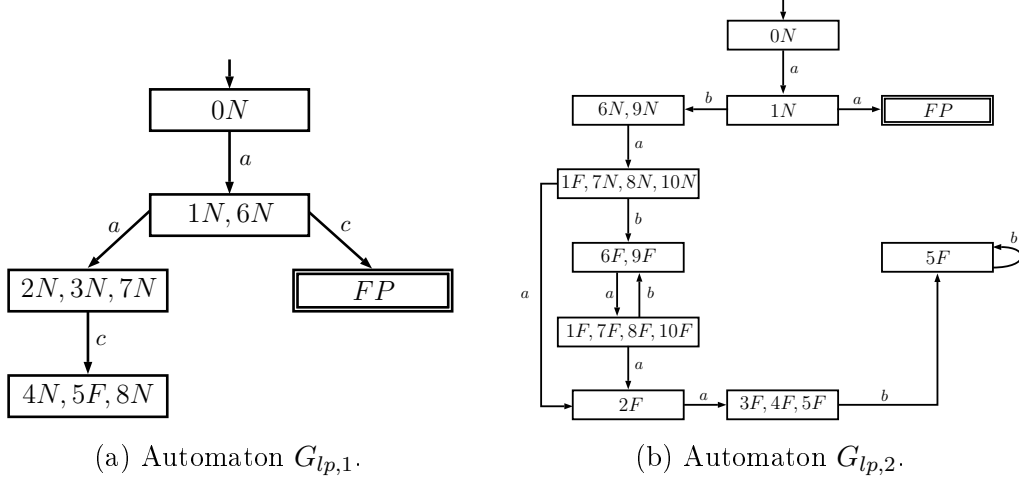 0N
a
1N, 6N
a
c
2N, 3N, 7N
FP
c
4N, 5F, 8N
(a) Automaton G_{lp,1}.
0N
a
6N, 9N
b
1N
a
FP
a
1F, 7N, 8N, 10N
b
6F, 9F
5F
b
a
a
b
1F, 7F, 8F, 10F
a
2F
a
3F, 4F, 5F
b
(b) Automaton G_{lp,2}.